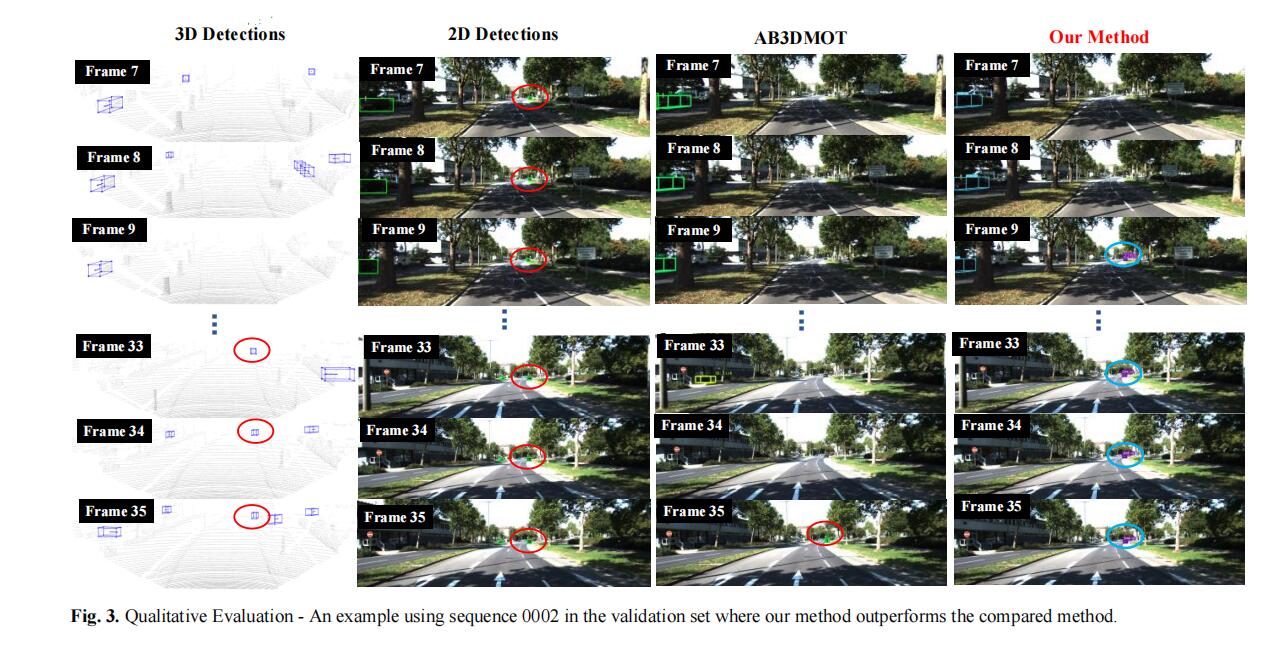 3D Detections 2D Detections AB3DMOT Our Method
Frame 7 Frame 7 Frame 7 Frame 7
Frame 8 Frame 8 Frame 8 Frame 8
Frame 9 Frame 9 Frame 9 Frame 9
Frame 33 Frame 33 Frame 33 Frame 33
Frame 34 Frame 34 Frame 34 Frame 34
Frame 35 Frame 35 Frame 35 Frame 35
Fig. 3. Qualitative Evaluation - An example using sequence 0002 in the validation set where our method outperforms the compared method.